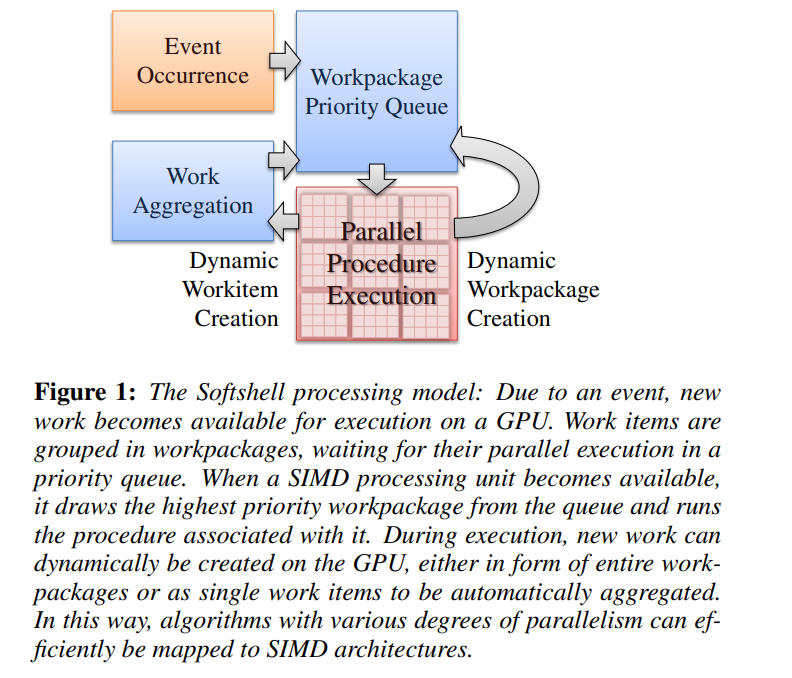 Event
Occurrence
Workpackage
Priority Queue
Work
Aggregation
Parallel
Procedure
Execution
Dynamic
Workitem
Creation
Dynamic
Workpackage
Creation
Figure 1: The Softshell processing model: Due to an event, new
work becomes available for execution on a GPU. Work items are
grouped in workpackages, waiting for their parallel execution in a
priority queue. When a SIMD processing unit becomes available,
it draws the highest priority workpackage from the queue and runs
the procedure associated with it. During execution, new work can
dynamically be created on the GPU, either in form of entire work-
packages or as single work items to be automatically aggregated.
In this way, algorithms with various degrees of parallelism can ef-
ficiently be mapped to SIMD architectures.